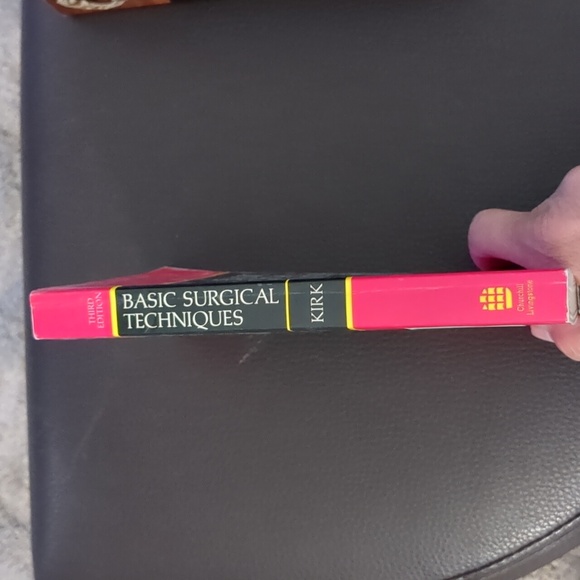 THIRD
EDITION
BASIC SURGICAL
TECHNIQUES
KIRK
Churchill
Livingstone